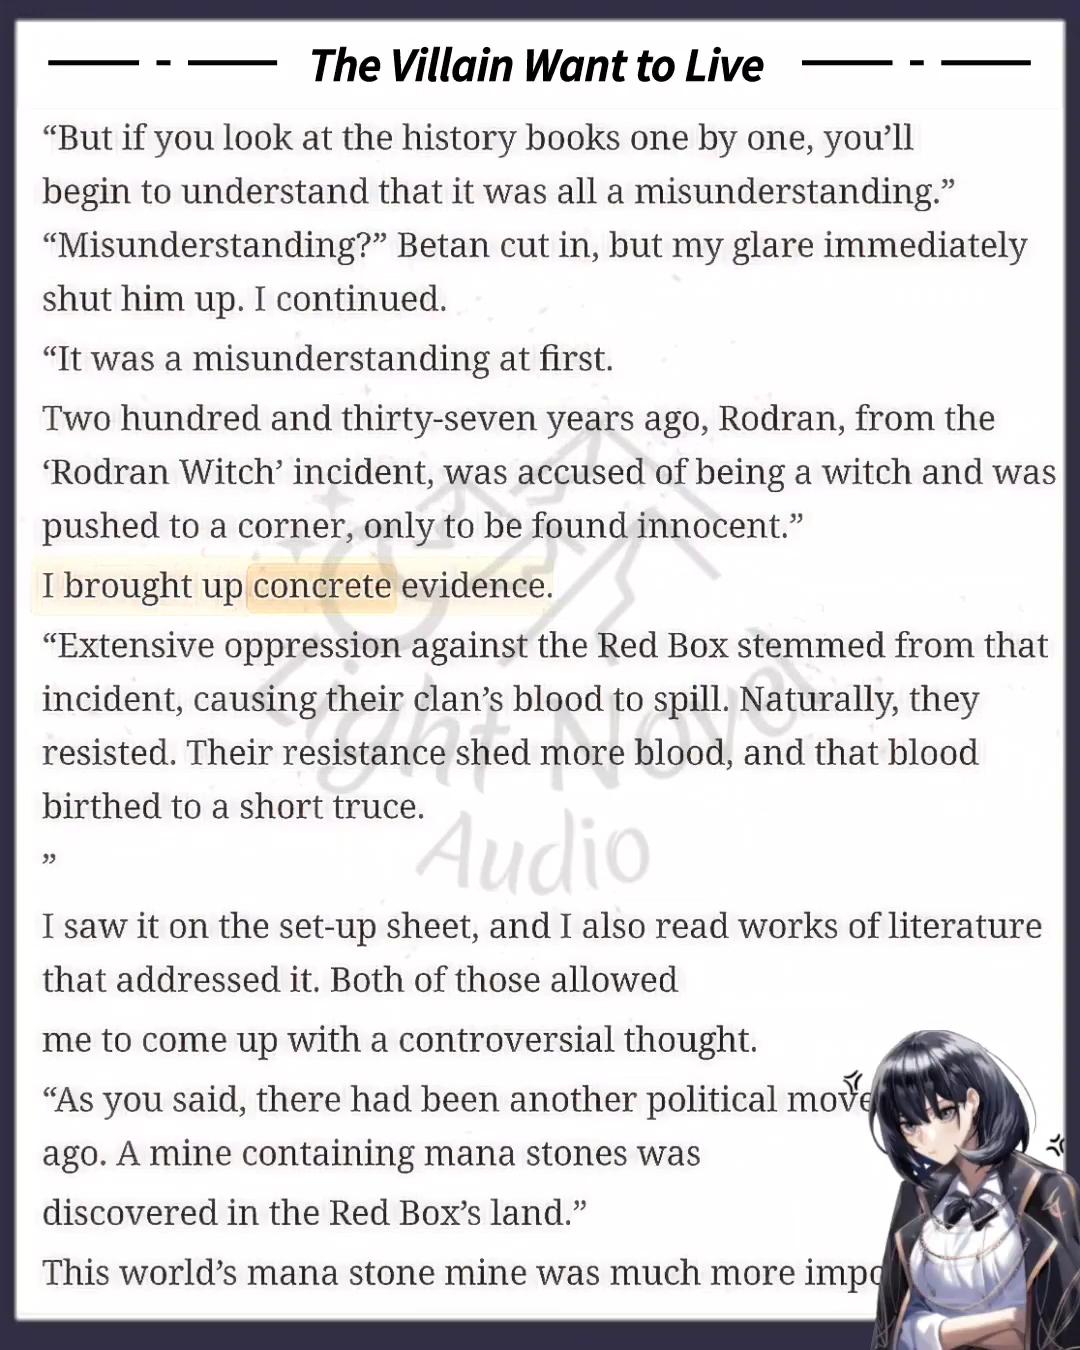 The Villain Want to Live
“But if you look at the history books one by one, you’ll
begin to understand that it was all a misunderstanding.”
“Misunderstanding?” Betan cut in, but my glare immediately
shut him up. I continued.
“It was a misunderstanding at first.
Two hundred and thirty-seven years ago, Rodran, from the
‘Rodran Witch’ incident, was accused of being a witch and was
pushed to a corner, only to be found innocent.”
I brought up concrete evidence.
“Extensive oppression against the Red Box stemmed from that
incident, causing their clan’s blood to spill. Naturally, they
resisted. Their resistance shed more blood, and that blood
birthed to a short truce.
”
I saw it on the set-up sheet, and I also read works of literature
that addressed it. Both of those allowed
me to come up with a controversial thought.
“As you said, there had been another political move
ago. A mine containing mana stones was
discovered in the Red Box’s land.”
This world’s mana stone mine was much more impo
Light Novel
Audio